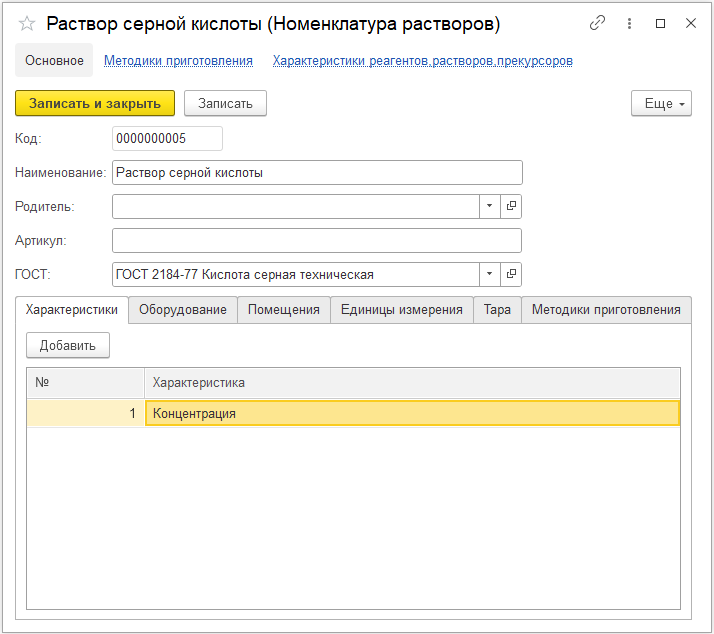 Раствор серной кислоты (Номенклатура растворов)
Основное Методики приготовления Характеристики реагентов,растворов,прекурсоров
Записать и закрыть Записать Еще
Код: 0000000005
Наименование: Раствор серной кислоты
Родитель:
Артикул:
ГОСТ: ГОСТ 2184-77 Кислота серная техническая
Характеристики Оборудование Помещения Единицы измерения Тара Методики приготовления
Добавить
№ Характеристика
1 Концентрация